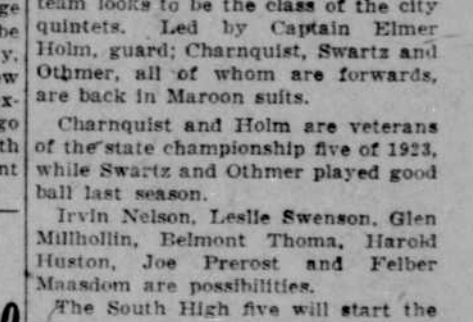 team looks to be the class of the city
quintets. Led by Captain Elmer
Holm, guard; Charnquist, Swartz and
Othmer, all of whom are forwards,
are back in Maroon suits.
Charnquist and Holm are veterans
of the state championship five of 1923,
while Swartz and Othmer played good
ball last season.
Irvin Nelson, Leslie Swenson, Glen
Millhollin, Belmont Thoma, Harold
Huston, Joe Prerost and Felber
Maasdom are possibilities.
The South High five will start the